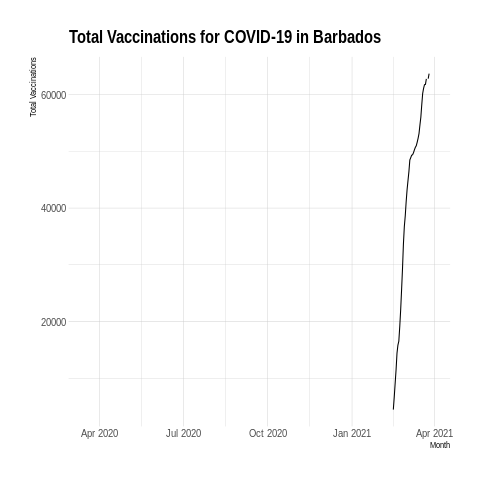 Total Vaccinations for COVID-19 in Barbados
Total Vaccinations
60000
40000
20000
Apr 2020 Jul 2020 Oct 2020 Jan 2021 Apr 2021
Month